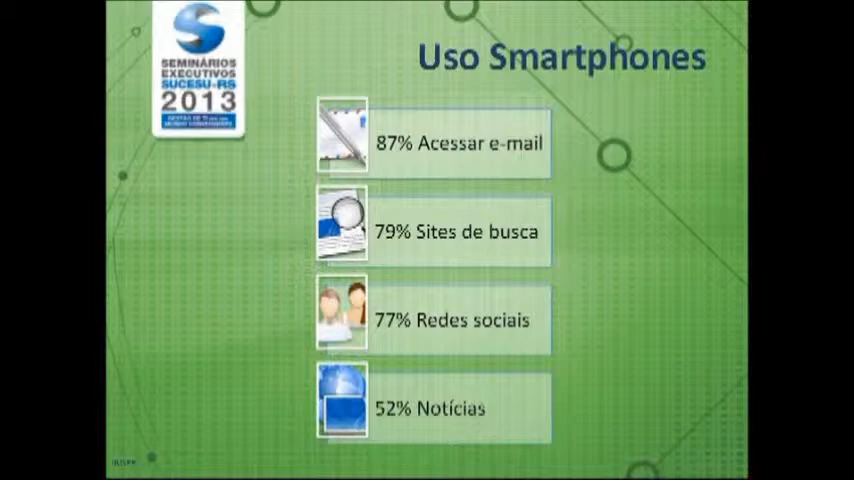 SEMINÁRIOS
EXECUTIVOS
SUCESU-RS
2013
Uso Smartphones
87% Acessar e-mail
79% Sites de busca
77% Redes sociais
52% Notícias